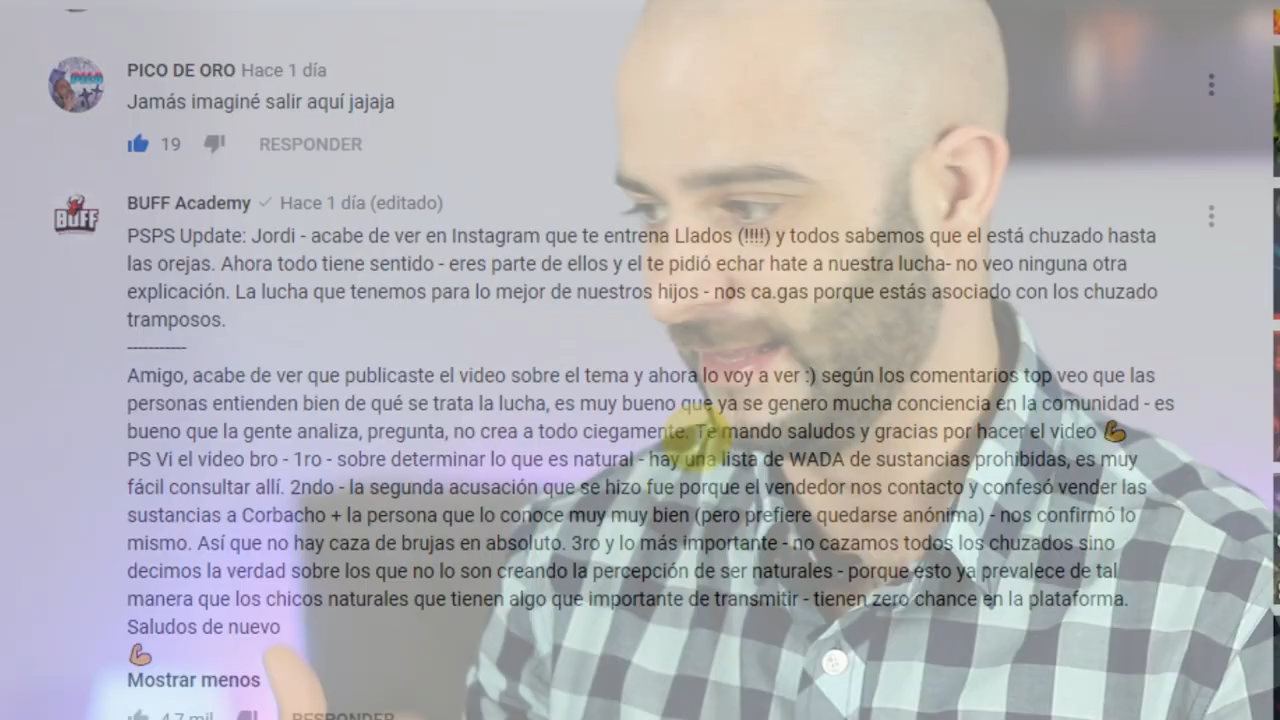 PICO DE ORO Hace 1 día
Jamás imaginé salir aquí jajaja
19 RESPONDER
BUFF
BUFF Academy Hace 1 día (editado)
PSPS Update: Jordi - acabe de ver en Instagram que te entrena Llados (!!!!) y todos sabemos que el está chuzado hasta
las orejas. Ahora todo tiene sentido - eres parte de ellos y el te pidió echar hate a nuestra lucha- no veo ninguna otra
explicación. La lucha que tenemos para lo mejor de nuestros hijos - nos ca.gas porque estás asociado con los chuzado
tramposos.
-----------
Amigo, acabe de ver que publicaste el video sobre el tema y ahora lo voy a ver :) según los comentarios top veo que las
personas entienden bien de qué se trata la lucha, es muy bueno que ya se genero mucha conciencia en la comunidad - es
bueno que la gente analiza, pregunta, no crea a todo ciegamente. Te mando saludos y gracias por hacer el video 💪
PS Vi el video bro - 1ro - sobre determinar lo que es natural - hay una lista de WADA de sustancias prohibidas, es muy
fácil consultar allí. 2ndo - la segunda acusación que se hizo fue porque el vendedor nos contacto y confesó vender las
sustancias a Corbacho + la persona que lo conoce muy muy bien (pero prefiere quedarse anónima) - nos confirmó lo
mismo. Así que no hay caza de brujas en absoluto. 3ro y lo más importante - no cazamos todos los chuzados sino
decimos la verdad sobre los que no lo son creando la percepción de ser naturales - porque esto ya prevalece de tal
manera que los chicos naturales que tienen algo que importante de transmitir - tienen zero chance en la plataforma.
Saludos de nuevo
💪
Mostrar menos
4,7 mil RESPONDER